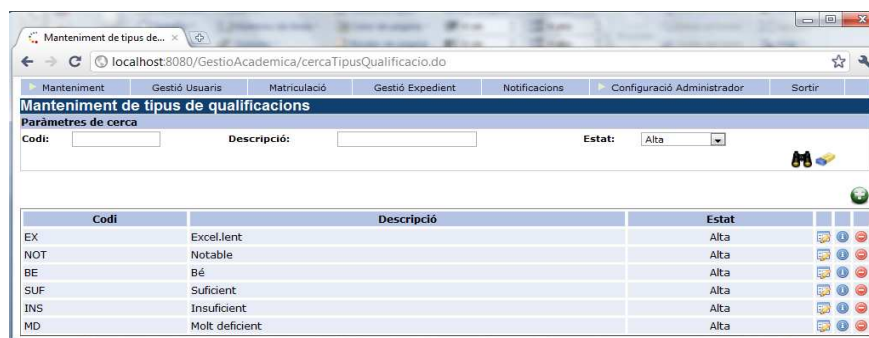 Manteniment de tipus de...
localhost:8080/GestioAcademica/cercaTipusQualificacio.do
Manteniment Gestió Usuaris Matriculació Gestió Expedient Notificacions Configuració Administrador Sortir
Manteniment de tipus de qualificacions
Paràmetres de cerca
Codi: Descripció: Estat: Alta
Codi Descripció Estat
EX Excel.lent Alta
NOT Notable Alta
BE Bé Alta
SUF Suficient Alta
INS Insuficient Alta
MD Molt deficient Alta